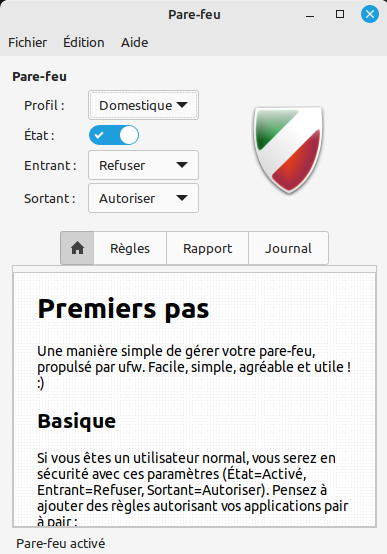 Pare-feu
Fichier Édition Aide
Pare-feu
Profil : Domestique
État :
Entrant : Refuser
Sortant : Autoriser
Règles Rapport Journal
Premiers pas
Une manière simple de gérer votre pare-feu,
propulsé par ufw. Facile, simple, agréable et utile !
:)
Basique
Si vous êtes un utilisateur normal, vous serez en
sécurité avec ces paramètres (État=Activé,
Entrant=Refuser, Sortant=Autoriser). Pensez à
ajouter des règles autorisant vos applications pair
à pair :
Pare-feu activé